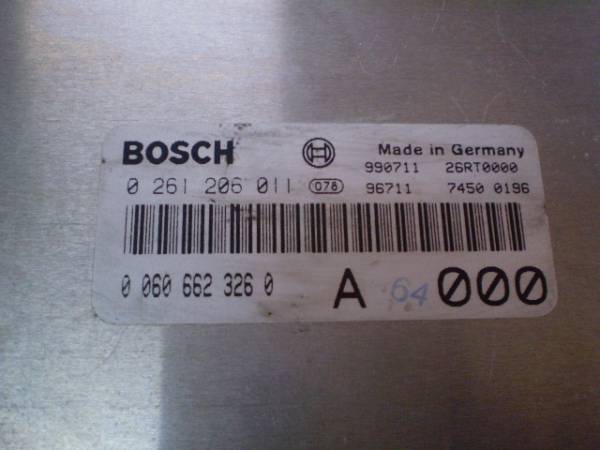 BOSCH Made in Germany
990711 26RT0000
0 261 206 011 078 96711 7450 0196
0 060 662 326 0 A 64 000